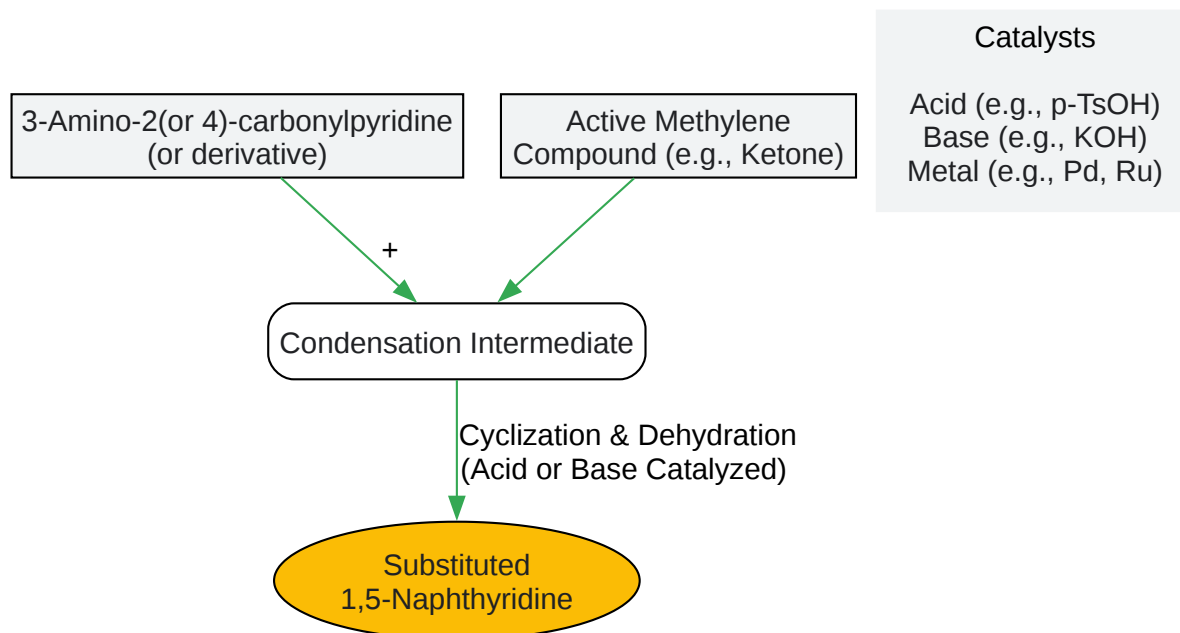 Catalysts
Acid (e.g., p-TsOH)
Base (e.g., KOH)
Metal (e.g., Pd, Ru)
3-Amino-2(or 4)-carbonylpyridine
(or derivative)
Active Methylene
Compound (e.g., Ketone)
+
Condensation Intermediate
Cyclization & Dehydration
(Acid or Base Catalyzed)
Substituted
1,5-Naphthyridine